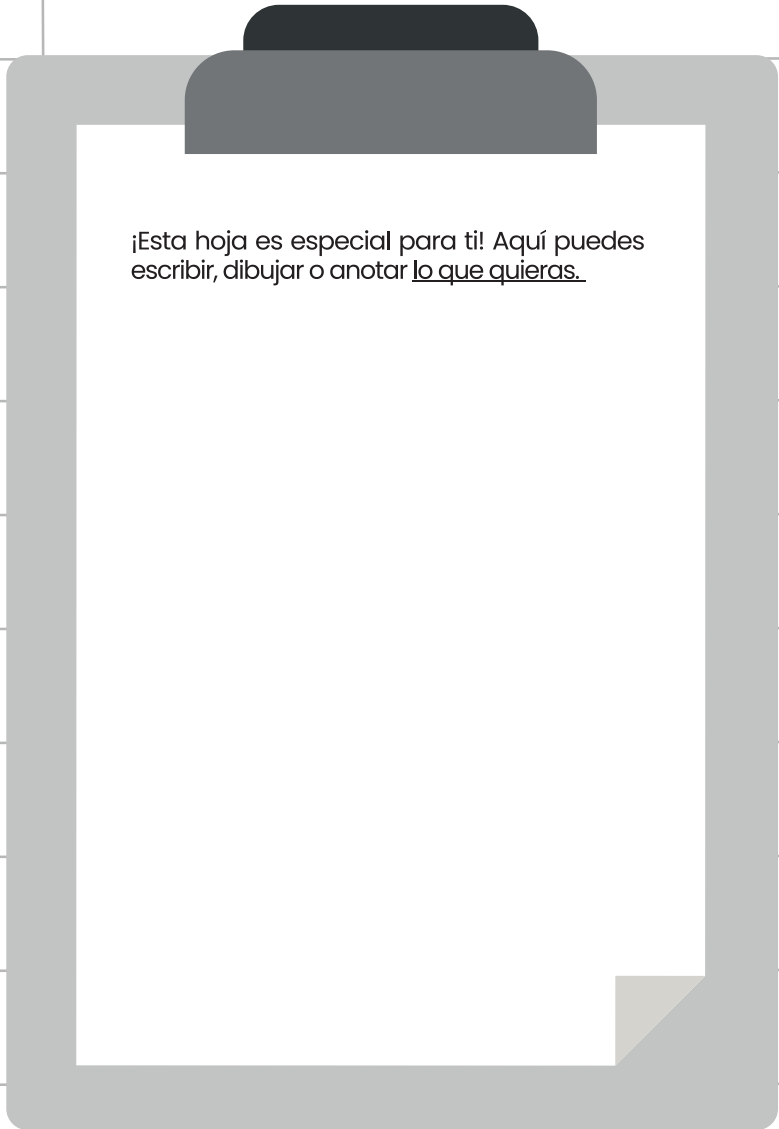 ¡Esta hoja es especial para ti! Aquí puedes
escribir, dibujar o anotar lo que quieras.